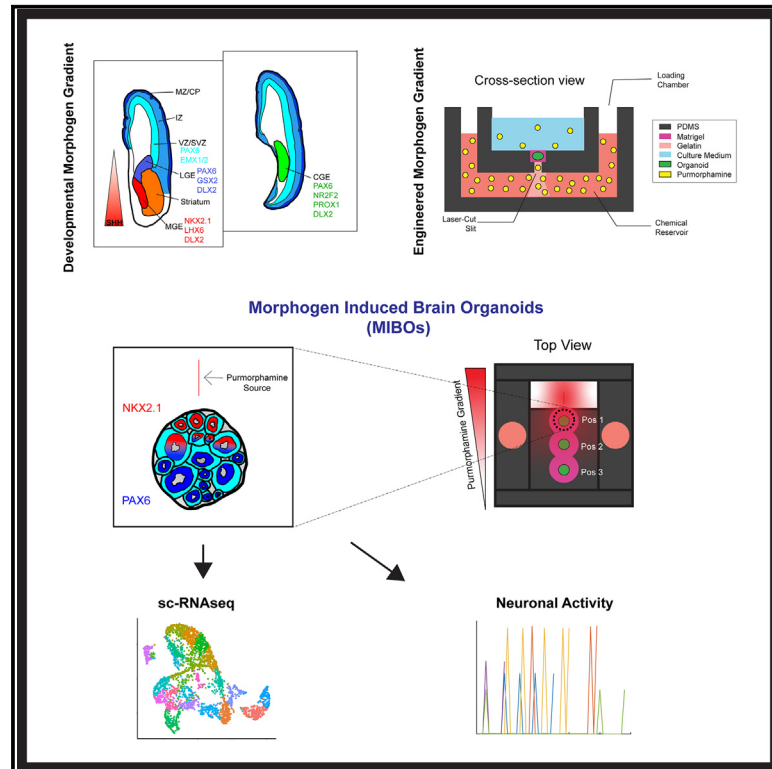 Developmental Morphogen Gradient
MZ/CP
IZ
VZ/SVZ
PAX6
EMX1/2
LGE
PAX6
GSX2
DLX2
Striatum
MGE
NKX2.1
LHX6
DLX2
SHH
CGE
PAX6
NR2F2
PROX1
DLX2
Engineered Morphogen Gradient
Cross-section view
Loading
Chamber
PDMS
Matrigel
Gelatin
Culture Medium
Organoid
Purmorphamine
Laser-Cut
Slit
Chemical
Reservoir
Morphogen Induced Brain Organoids
(MIBOs)
Purmorphamine
Source
NKX2.1
PAX6
Top View
Purmorphamine Gradient
Pos 1
Pos 2
Pos 3
sc-RNAseq
Neuronal Activity